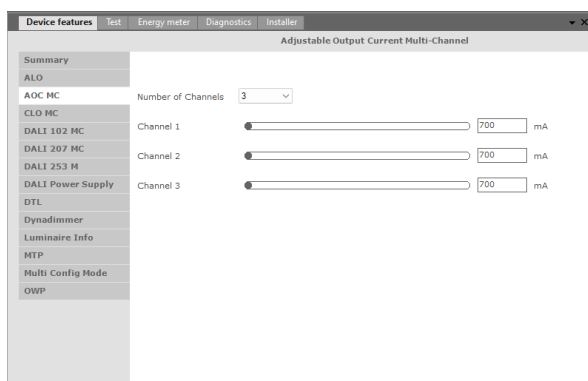 Device features Test Energy meter Diagnostics Installer
Adjustable Output Current Multi-Channel
Summary
ALO
AOC MC
CLO MC
DALI 102 MC
DALI 207 MC
DALI 253 M
DALI Power Supply
DTL
Dynadimmer
Luminaire Info
MTP
Multi Config Mode
OWP
Number of Channels 3
Channel 1 700 mA
Channel 2 700 mA
Channel 3 700 mA